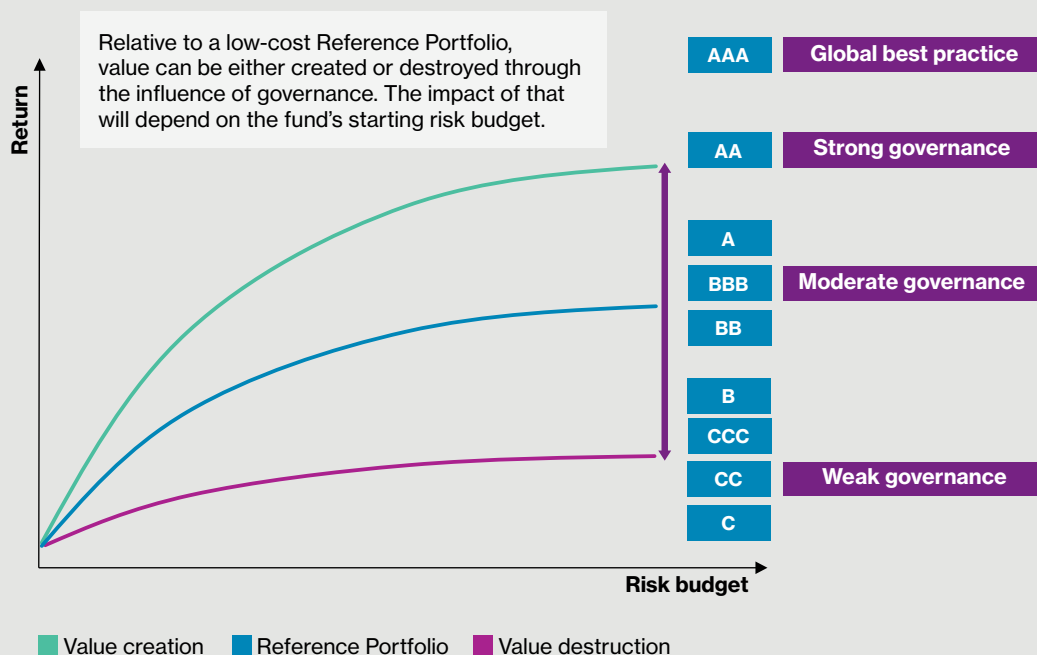 Relative to a low-cost Reference Portfolio,
value can be either created or destroyed through
the influence of governance. The impact of that
will depend on the fund's starting risk budget.
Return
AAA Global best practice
AA Strong governance
A
BBB Moderate governance
BB
B
CCC
CC Weak governance
C
Risk budget
Value creation Reference Portfolio Value destruction